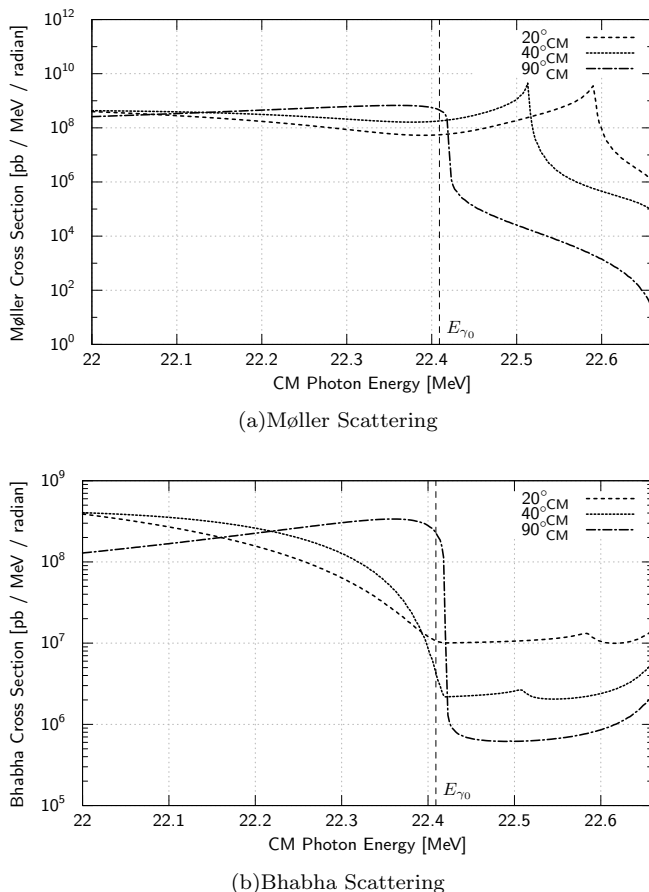 Møller Cross Section [pb / MeV / radian]
10^12
10^10
10^8
10^6
10^4
10^2
10^0
20°CM
40°CM
90°CM
E_γ0
22 22.1 22.2 22.3 22.4 22.5 22.6
CM Photon Energy [MeV]
(a)Møller Scattering
Bhabha Cross Section [pb / MeV / radian]
10^9
10^8
10^7
10^6
10^5
20°CM
40°CM
90°CM
E_γ0
22 22.1 22.2 22.3 22.4 22.5 22.6
CM Photon Energy [MeV]
(b)Bhabha Scattering